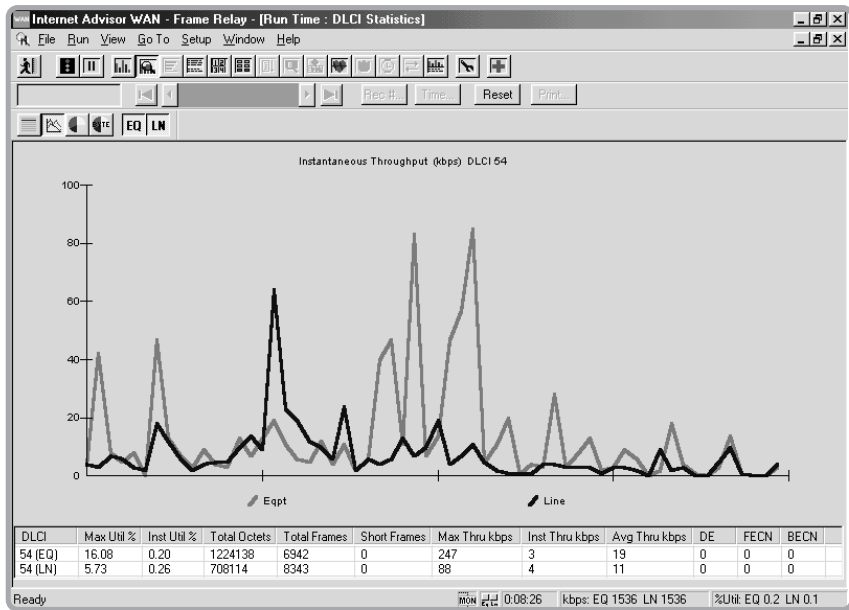 WAN Internet Advisor WAN - Frame Relay - [Run Time : DLCI Statistics]
File Run View Go To Setup Window Help
Rec #... Time... Reset Print...
EQ LN
Instantaneous Throughput (kbps) DLCI 54
100
80
60
40
20
0
Eqpt Line
DLCI Max Util % Inst Util % Total Octets Total Frames Short Frames Max Thru kbps Inst Thru kbps Avg Thru kbps DE FECN BECN
54 (EQ) 16.08 0.20 1224138 6942 0 247 3 19 0 0 0
54 (LN) 5.73 0.26 708114 8343 0 88 4 11 0 0 0
Ready MON EQ LN 0:08:26 kbps: EQ 1536 LN 1536 %Util: EQ 0.2 LN 0.1